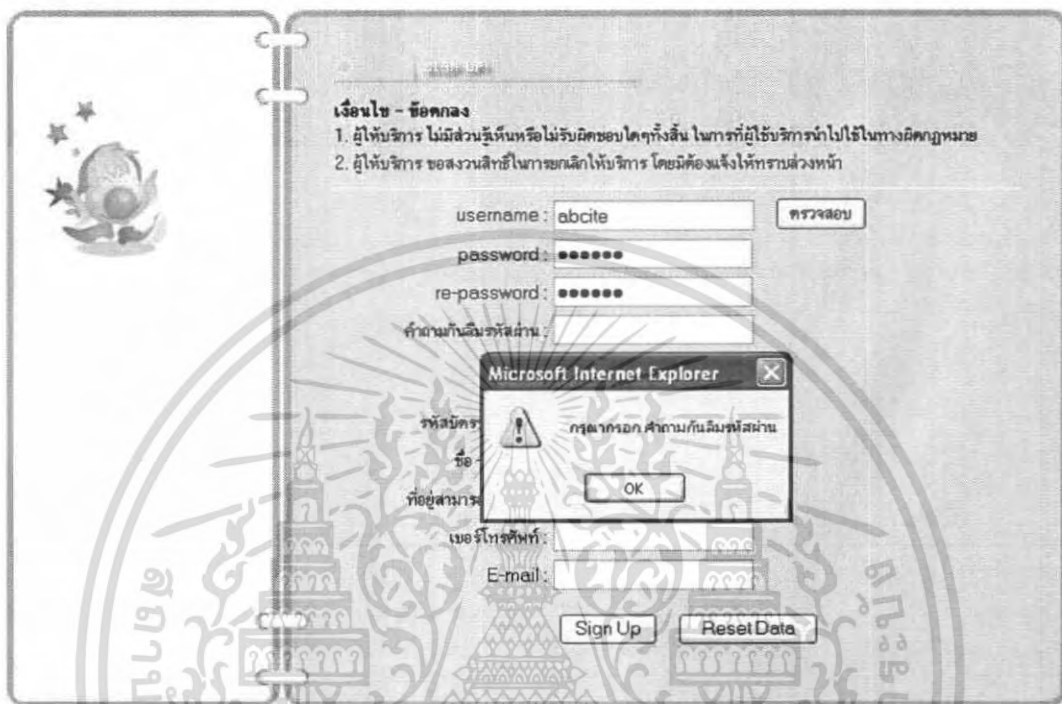 SIGN UP
เงื่อนไข - ข้อตกลง
1. ผู้ให้บริการ ไม่มีส่วนรู้เห็นหรือไม่รับผิดชอบใดๆทั้งสิ้น ในการที่ผู้ใช้บริการนำไปใช้ในทางผิดกฎหมาย
2. ผู้ให้บริการ ขอสงวนสิทธิ์ในการยกเลิกให้บริการ โดยมิต้องแจ้งให้ทราบล่วงหน้า
username : abcite ตรวจสอบ
password : ●●●●●●
re-password : ●●●●●●
คำถามกันลืมรหัสผ่าน :
Microsoft Internet Explorer
รหัสบัตร
กรุณากรอก คำถามกันลืมรหัสผ่าน
ชื่อ -
OK
ที่อยู่สามาร
เบอร์โทรศัพท์ :
E-mail :
Sign Up Reset Data